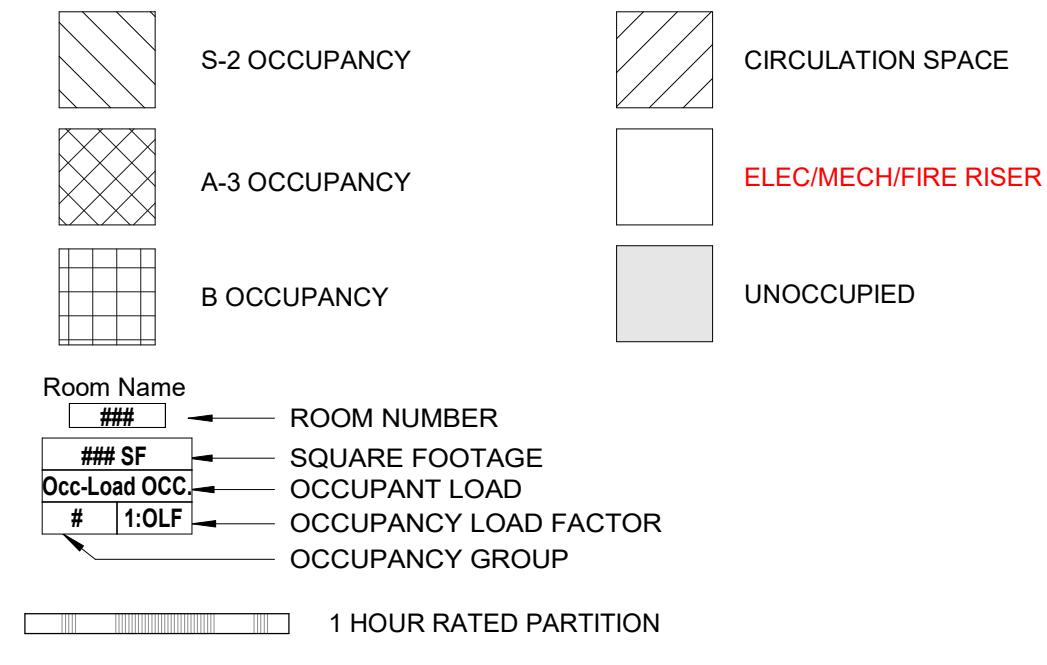 S-2 OCCUPANCY
CIRCULATION SPACE
A-3 OCCUPANCY
ELEC/MECH/FIRE RISER
B OCCUPANCY
UNOCCUPIED
Room Name
###
ROOM NUMBER
### SF
SQUARE FOOTAGE
Occ-Load OCC.
OCCUPANT LOAD
# 1:OLF
OCCUPANCY LOAD FACTOR
OCCUPANCY GROUP
1 HOUR RATED PARTITION